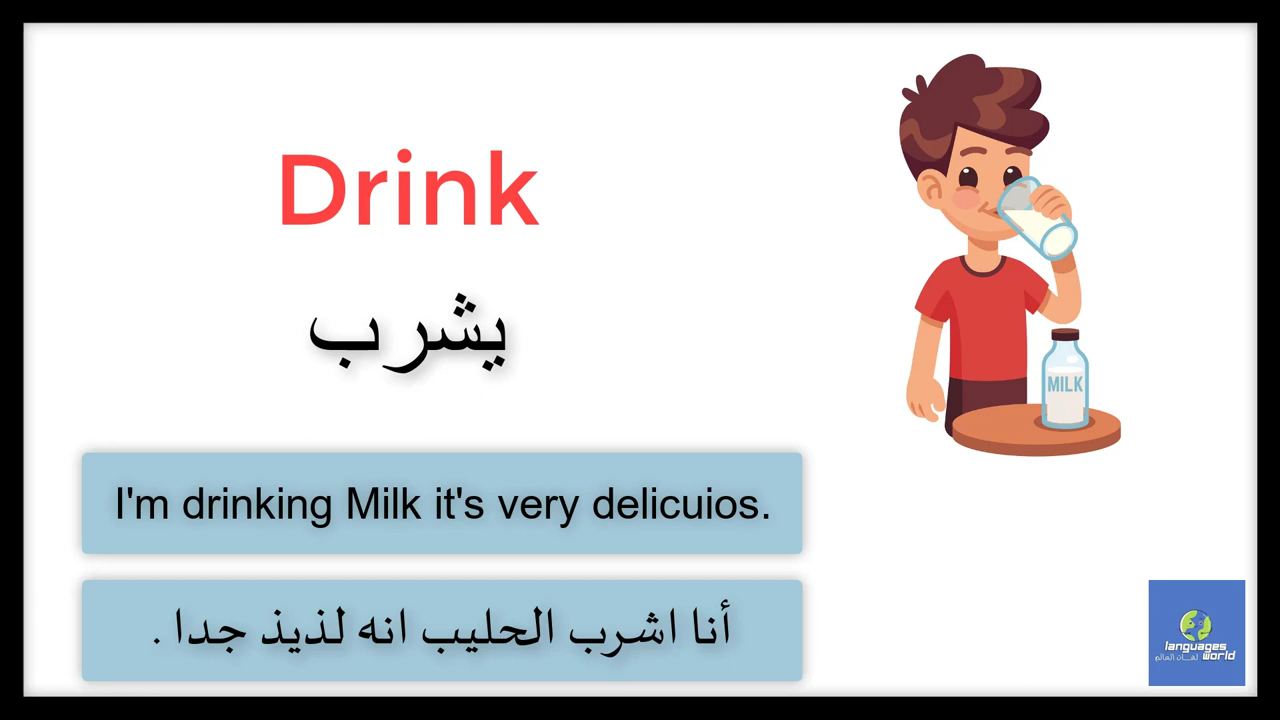 Drink
يشرب
MILK
I'm drinking Milk it's very delicuios.
أنا اشرب الحليب انه لذيذ جدا .
languages
لغات العالم world